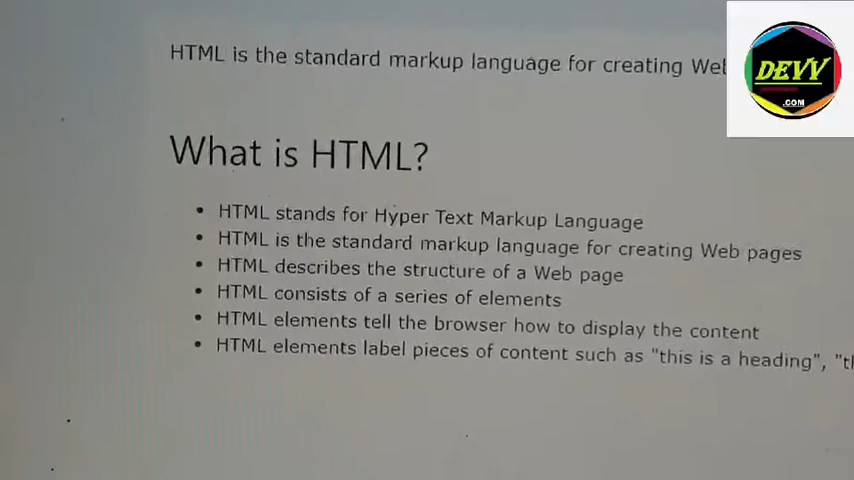 HTML is the standard markup language for creating Web
DEVV
.COM
What is HTML?
• HTML stands for Hyper Text Markup Language
• HTML is the standard markup language for creating Web pages
• HTML describes the structure of a Web page
• HTML consists of a series of elements
• HTML elements tell the browser how to display the content
• HTML elements label pieces of content such as "this is a heading",